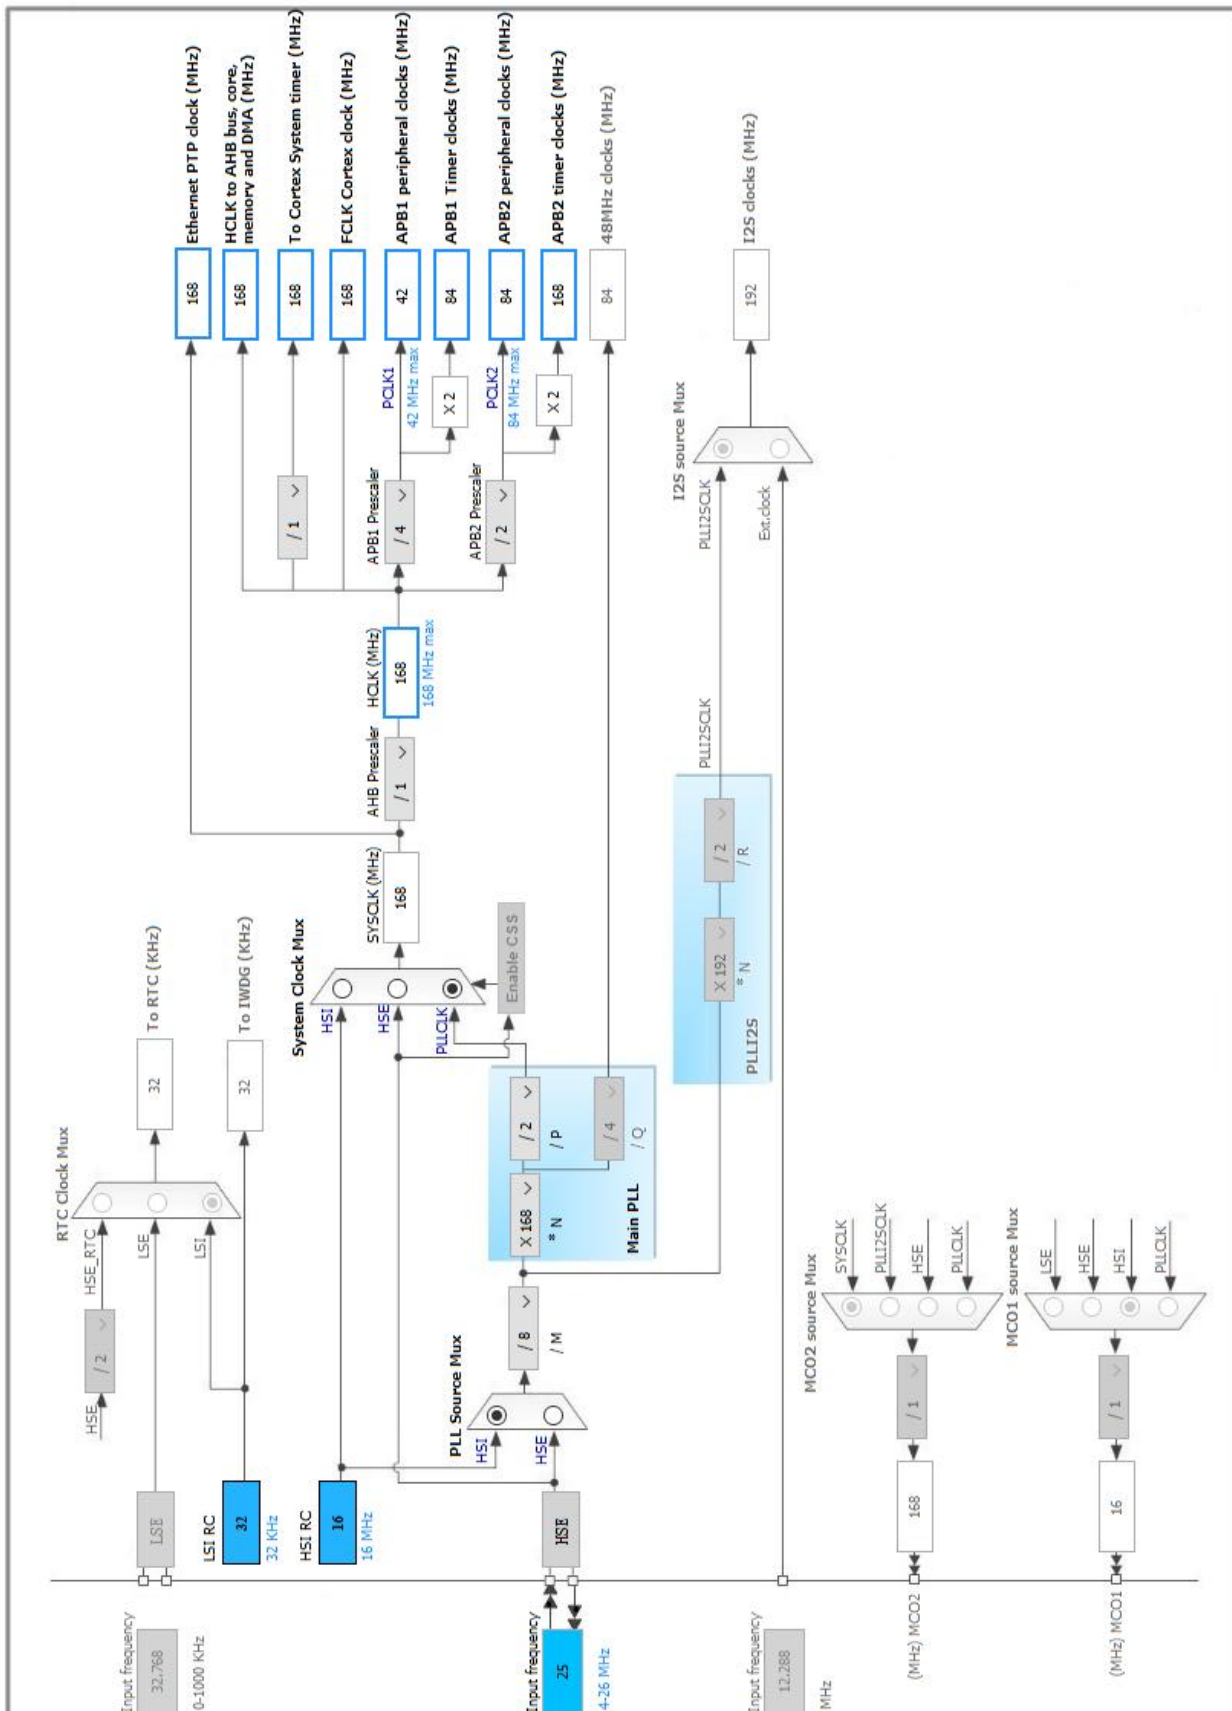 Input frequency
32.768
0-1000 KHz
LSE
HSE
/ 2
HSE_RTC
LSE
LSI
RTC Clock Mux
32
To RTC (KHz)
LSI RC
32
32 KHz
32
To IWDG (KHz)
HSI RC
16
16 MHz
Input frequency
25
4-26 MHz
HSE
PLL Source Mux
HSI
HSE
/ 8
/ M
X 168
* N
/ 2
/ P
/ 4
/ Q
Main PLL
System Clock Mux
HSI
HSE
PLLCLK
Enable CSS
SYSCLK (MHz)
168
AHB Prescaler
/ 1
HCLK (MHz)
168
168 MHz max
/ 1
APB1 Prescaler
/ 4
PCLK1
42 MHz max
X 2
APB2 Prescaler
/ 2
PCLK2
84 MHz max
X 2
168
Ethernet PTP clock (MHz)
168
HCLK to AHB bus, core,
memory and DMA (MHz)
168
To Cortex System timer (MHz)
168
FCLK Cortex clock (MHz)
42
APB1 peripheral clocks (MHz)
84
APB1 Timer clocks (MHz)
84
APB2 peripheral clocks (MHz)
168
APB2 timer clocks (MHz)
84
48MHz clocks (MHz)
PLLI2S
X 192
* N
/ 2
/ R
PLLI2SCLK
PLLI2SCLK
I2S source Mux
Ext.clock
192
I2S clocks (MHz)
Input frequency
12.288
MHz
MCO2 source Mux
SYSCLK
PLLI2SCLK
HSE
PLLCLK
/ 1
168
(MHz) MCO2
MCO1 source Mux
LSE
HSE
HSI
PLLCLK
/ 1
16
(MHz) MCO1